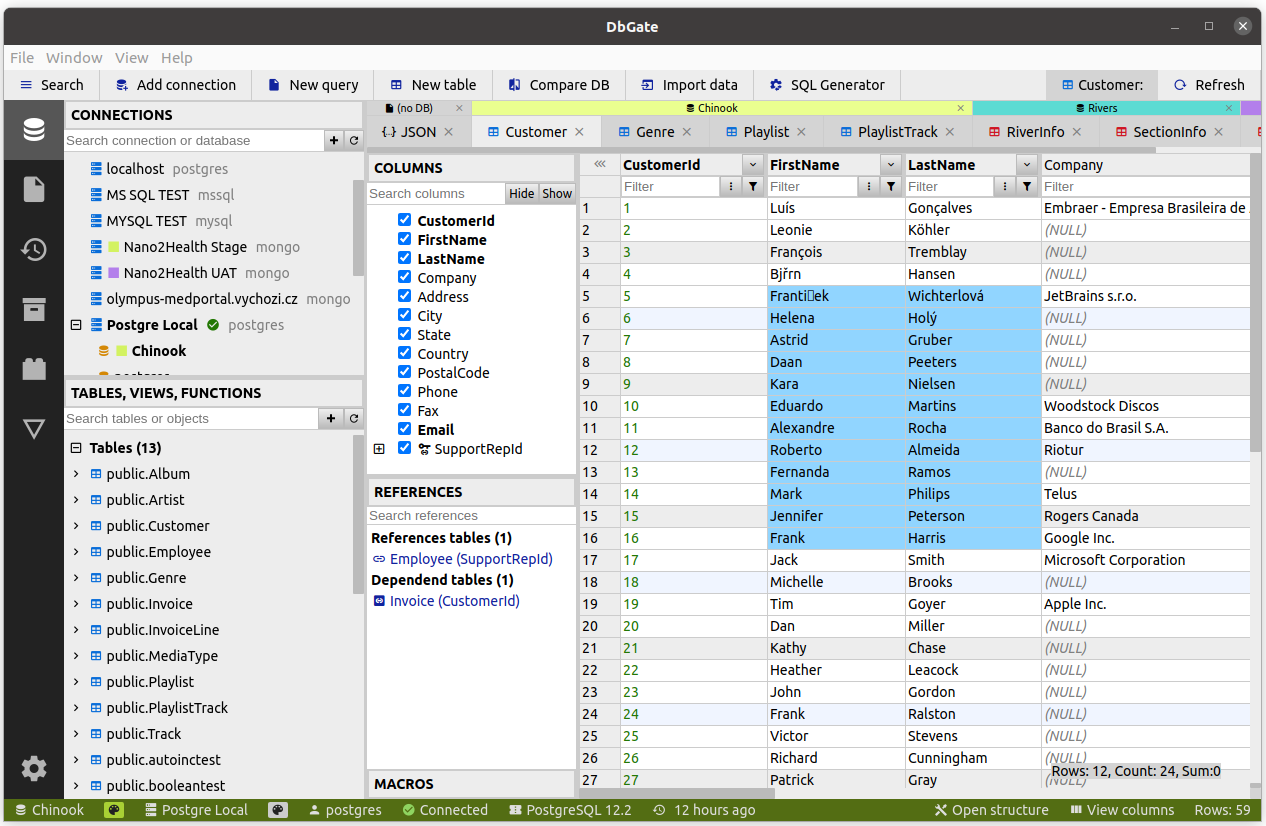 DbGate
File Window View Help
Search Add connection New query New table Compare DB Import data SQL Generator Customer: Refresh
(no DB) Chinook Rivers
{..} JSON Customer Genre Playlist PlaylistTrack RiverInfo SectionInfo
CONNECTIONS
Search connection or database
localhost postgres
MS SQL TEST mssql
MYSQL TEST mysql
Nano2Health Stage mongo
Nano2Health UAT mongo
olympus-medportal.vychozi.cz mongo
Postgre Local postgres
Chinook
TABLES, VIEWS, FUNCTIONS
Search tables or objects
Tables (13)
public.Album
public.Artist
public.Customer
public.Employee
public.Genre
public.Invoice
public.InvoiceLine
public.MediaType
public.Playlist
public.PlaylistTrack
public.Track
public.autoinctest
public.booleantest
COLUMNS
Search columns Hide Show
CustomerId
FirstName
LastName
Company
Address
City
State
Country
PostalCode
Phone
Fax
Email
SupportRepId
REFERENCES
Search references
References tables (1)
Employee (SupportRepId)
Dependend tables (1)
Invoice (CustomerId)
MACROS
CustomerId FirstName LastName Company
Filter Filter Filter Filter
1 1 Luís Gonçalves Embraer - Empresa Brasileira de
2 2 Leonie Köhler (NULL)
3 3 François Tremblay (NULL)
4 4 Bjřrn Hansen (NULL)
5 5 Franti▯ek Wichterlová JetBrains s.r.o.
6 6 Helena Holý (NULL)
7 7 Astrid Gruber (NULL)
8 8 Daan Peeters (NULL)
9 9 Kara Nielsen (NULL)
10 10 Eduardo Martins Woodstock Discos
11 11 Alexandre Rocha Banco do Brasil S.A.
12 12 Roberto Almeida Riotur
13 13 Fernanda Ramos (NULL)
14 14 Mark Philips Telus
15 15 Jennifer Peterson Rogers Canada
16 16 Frank Harris Google Inc.
17 17 Jack Smith Microsoft Corporation
18 18 Michelle Brooks (NULL)
19 19 Tim Goyer Apple Inc.
20 20 Dan Miller (NULL)
21 21 Kathy Chase (NULL)
22 22 Heather Leacock (NULL)
23 23 John Gordon (NULL)
24 24 Frank Ralston (NULL)
25 25 Victor Stevens (NULL)
26 26 Richard Cunningham (NULL)
27 27 Patrick Gray (NULL)
Rows: 12, Count: 24, Sum:0
Chinook Postgre Local postgres Connected PostgreSQL 12.2 12 hours ago Open structure View columns Rows: 59